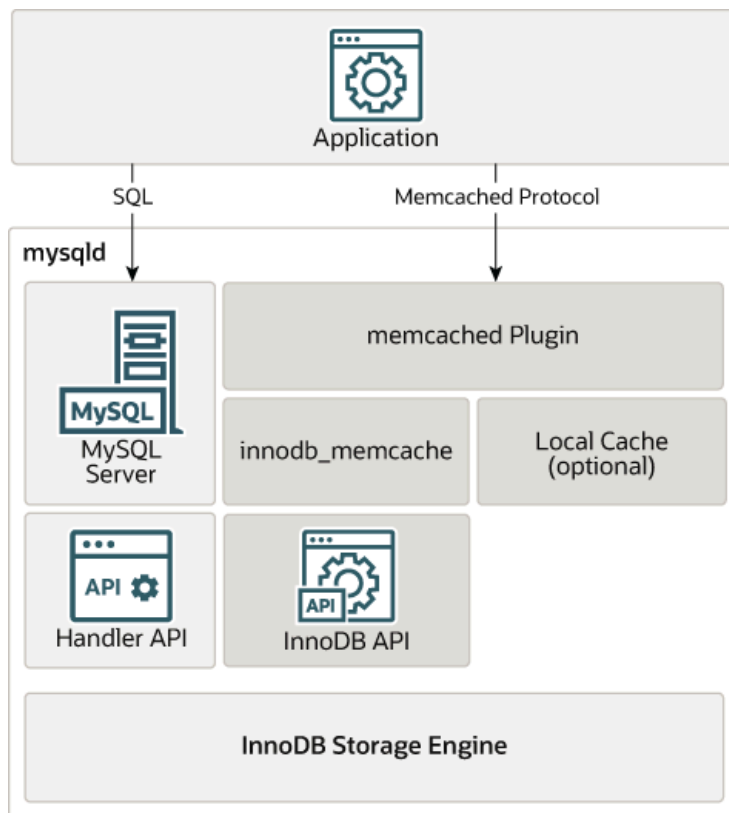 Application
SQL
Memcached Protocol
mysqld
MySQL
MySQL
Server
memcached Plugin
innodb_memcache
Local Cache
(optional)
API
Handler API
API
InnoDB API
InnoDB Storage Engine